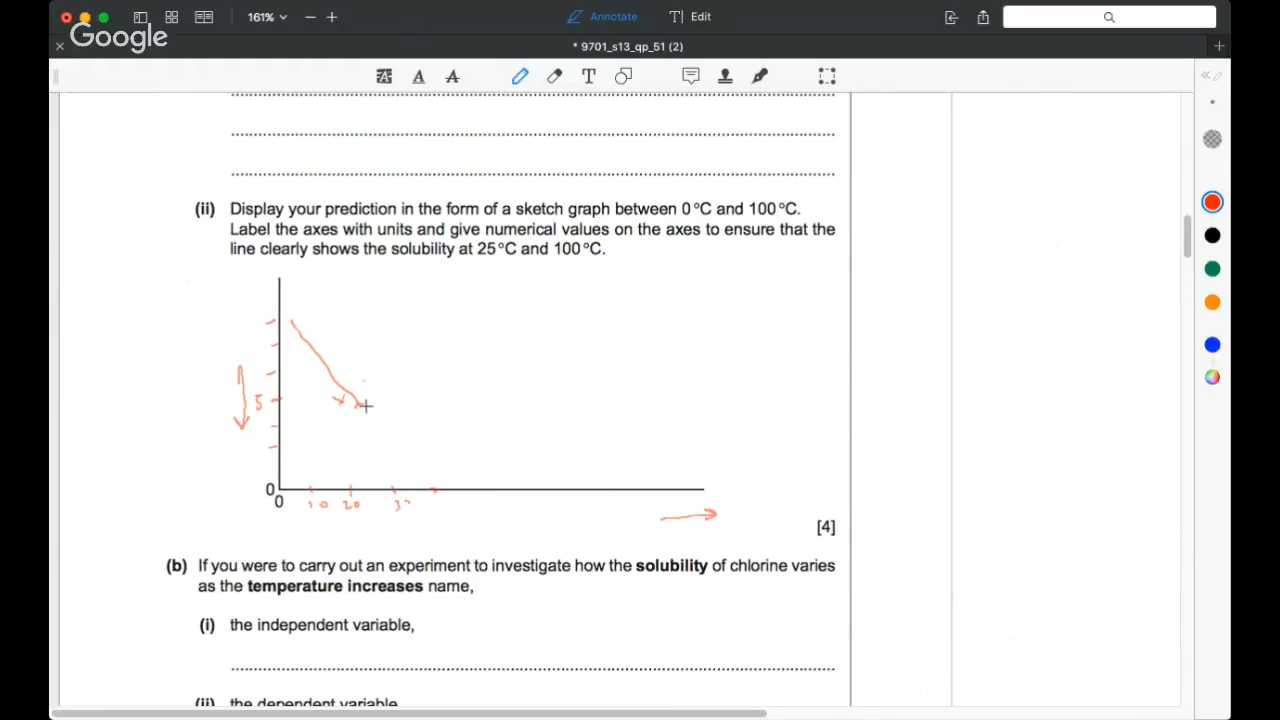 161%
Annotate
T Edit
Google
* 9701_s13_qp_51 (2)
(ii) Display your prediction in the form of a sketch graph between 0 °C and 100 °C.
Label the axes with units and give numerical values on the axes to ensure that the
line clearly shows the solubility at 25 °C and 100 °C.
5
0
0
10 20 30
[4]
(b) If you were to carry out an experiment to investigate how the solubility of chlorine varies
as the temperature increases name,
(i) the independent variable,
(ii) the dependent variable